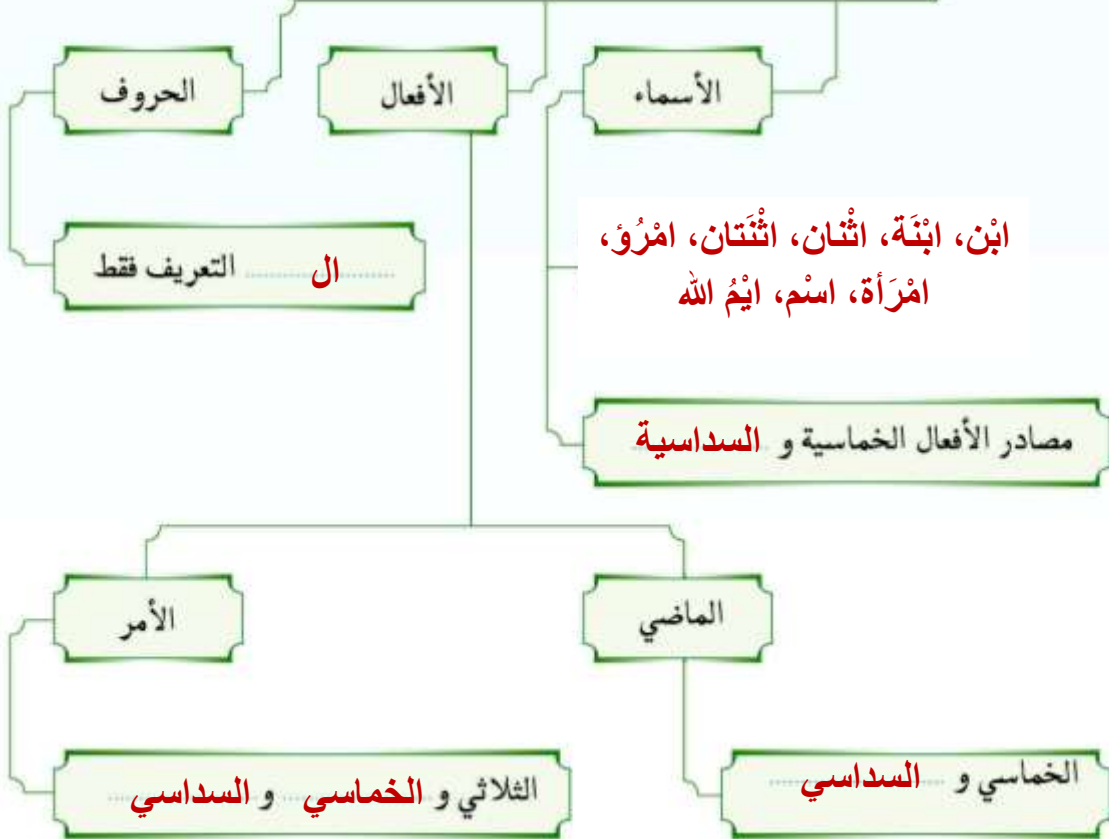 الأسماء
الأفعال
الحروف
ابْن، ابْنَة، اثْنان، اثْنَتان، امْرُؤ،
امْرَأة، اسْم، ايْمُ الله
ال التعريف فقط
مصادر الأفعال الخماسية و السداسية
الماضي
الأمر
الخماسي و السداسي
الثلاثي و الخماسي و السداسي